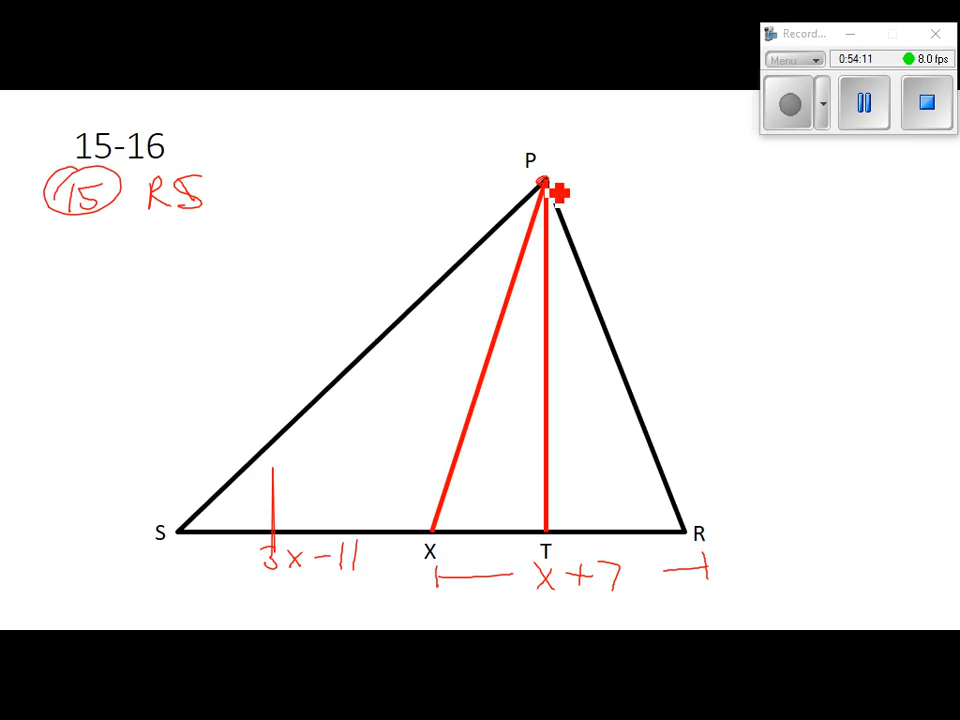 Record...
Menu
0:54:11
8.0 fps
15-16
15 RS
P
S
X
T
R
3x-11
x+7